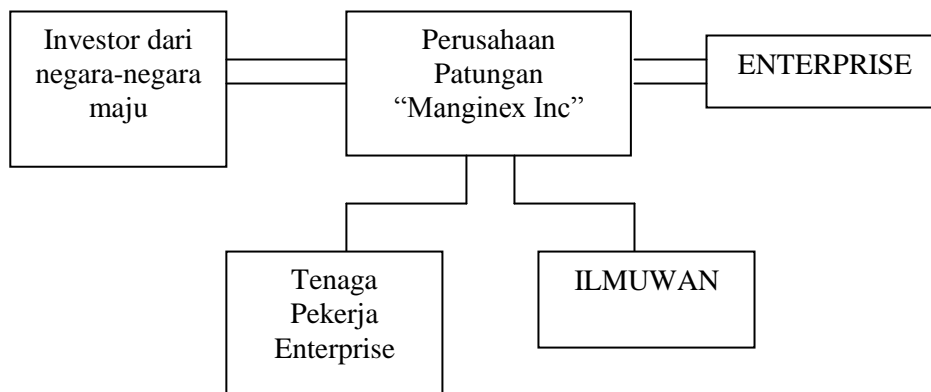 Investor dari
negara-negara
maju
Perusahaan
Patungan
“Manginex Inc”
ENTERPRISE
Tenaga
Pekerja
Enterprise
ILMUWAN